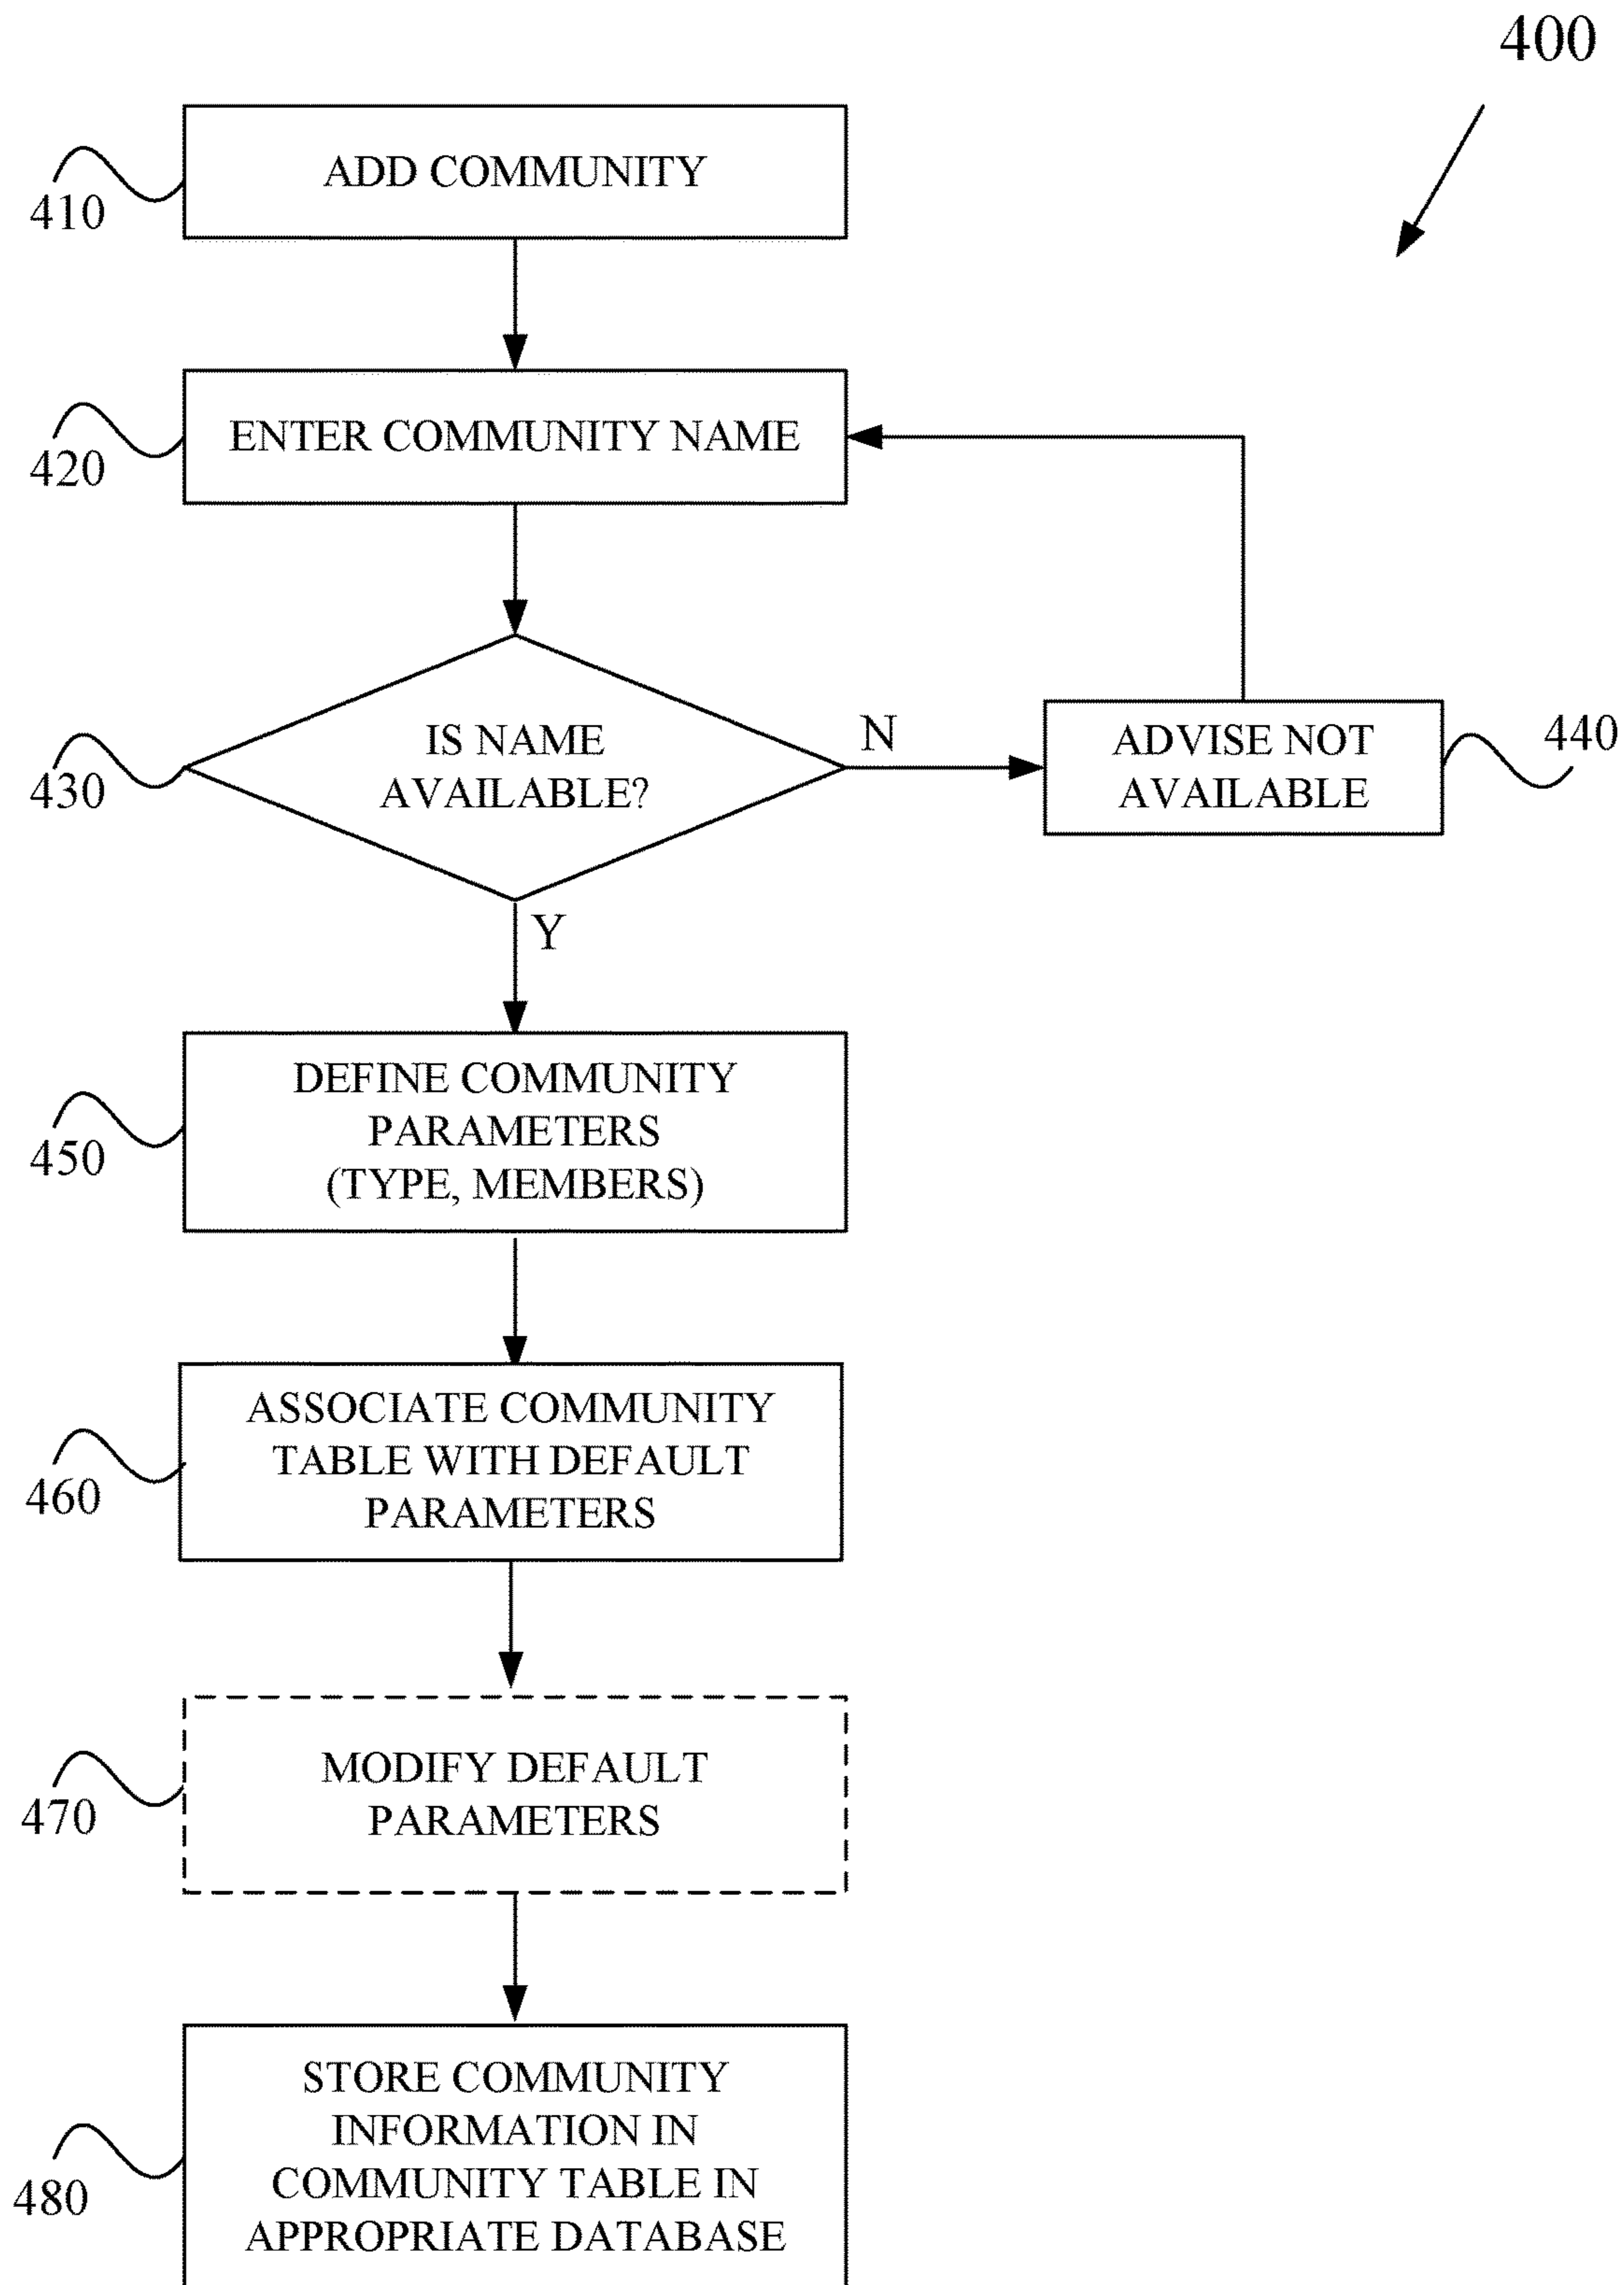 400
ADD COMMUNITY
410
ENTER COMMUNITY NAME
420
IS NAME
AVAILABLE?
430
N
ADVISE NOT
AVAILABLE
440
Y
DEFINE COMMUNITY
PARAMETERS
(TYPE, MEMBERS)
450
ASSOCIATE COMMUNITY
TABLE WITH DEFAULT
PARAMETERS
460
MODIFY DEFAULT
PARAMETERS
470
STORE COMMUNITY
INFORMATION IN
COMMUNITY TABLE IN
APPROPRIATE DATABASE
480